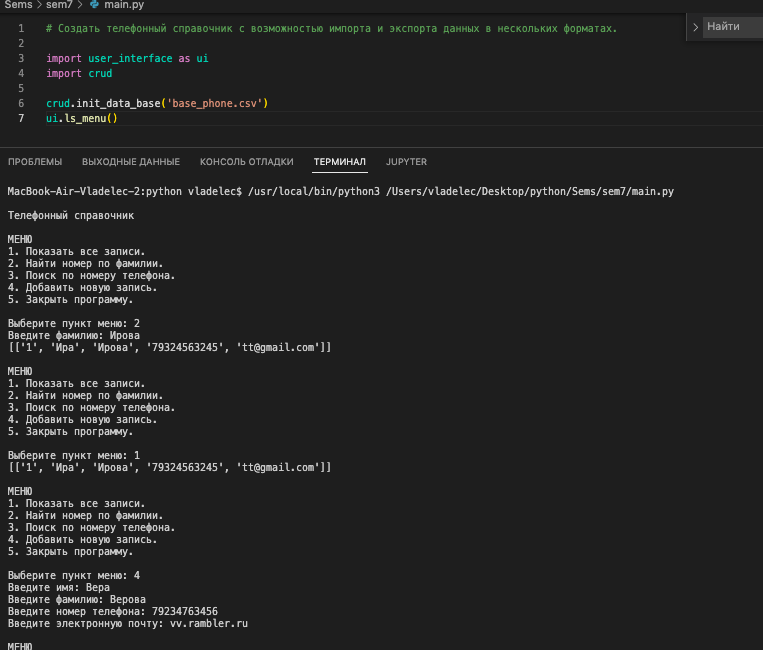 Sems > sem7 > main.py
Найти
1 # Создать телефонный справочник с возможностью импорта и экспорта данных в нескольких форматах.
2
3 import user_interface as ui
4 import crud
5
6 crud.init_data_base('base_phone.csv')
7 ui.ls_menu()
ПРОБЛЕМЫ ВЫХОДНЫЕ ДАННЫЕ КОНСОЛЬ ОТЛАДКИ ТЕРМИНАЛ JUPYTER
MacBook-Air-Vladelec-2:python vladelec$ /usr/local/bin/python3 /Users/vladelec/Desktop/python/Sems/sem7/main.py
Телефонный справочник
МЕНЮ
1. Показать все записи.
2. Найти номер по фамилии.
3. Поиск по номеру телефона.
4. Добавить новую запись.
5. Закрыть программу.
Выберите пункт меню: 2
Введите фамилию: Ирова
[['1', 'Ира', 'Ирова', '79324563245', 'tt@gmail.com']]
МЕНЮ
1. Показать все записи.
2. Найти номер по фамилии.
3. Поиск по номеру телефона.
4. Добавить новую запись.
5. Закрыть программу.
Выберите пункт меню: 1
[['1', 'Ира', 'Ирова', '79324563245', 'tt@gmail.com']]
МЕНЮ
1. Показать все записи.
2. Найти номер по фамилии.
3. Поиск по номеру телефона.
4. Добавить новую запись.
5. Закрыть программу.
Выберите пункт меню: 4
Введите имя: Вера
Введите фамилию: Верова
Введите номер телефона: 79234763456
Введите электронную почту: vv.rambler.ru
МЕНЮ